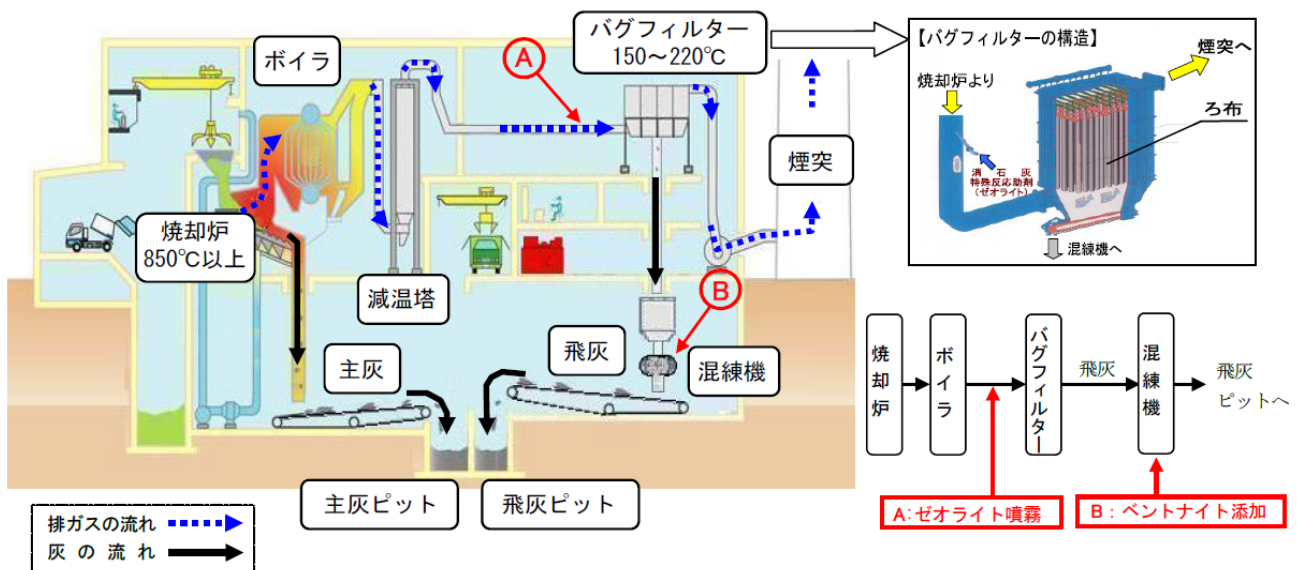 ボイラ
A
バグフィルター
150～220℃
煙突
焼却炉
850℃以上
減温塔
B
主灰
飛灰
混練機
主灰ピット
飛灰ピット
排ガスの流れ
灰の流れ
【バグフィルターの構造】
煙突へ
焼却炉より
ろ布
消石灰
特殊反応助剤
(ゼオライト)
混練機へ
焼却炉
ボイラ
バグフィルター
飛灰
混練機
飛灰
ピットへ
A:ゼオライト噴霧
B：ベントナイト添加